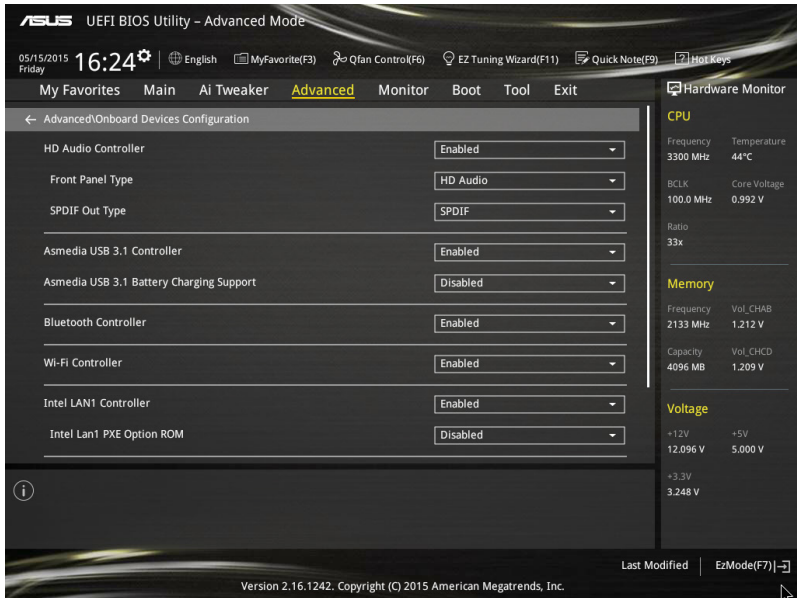 ASUS UEFI BIOS Utility – Advanced Mode
05/15/2015 Friday 16:24 English MyFavorite(F3) Qfan Control(F6) EZ Tuning Wizard(F11) Quick Note(F9) ? Hot Keys
My Favorites Main Ai Tweaker Advanced Monitor Boot Tool Exit
← Advanced\Onboard Devices Configuration
HD Audio Controller Enabled
Front Panel Type HD Audio
SPDIF Out Type SPDIF
Asmedia USB 3.1 Controller Enabled
Asmedia USB 3.1 Battery Charging Support Disabled
Bluetooth Controller Enabled
Wi-Fi Controller Enabled
Intel LAN1 Controller Enabled
Intel Lan1 PXE Option ROM Disabled
Hardware Monitor
CPU
Frequency Temperature
3300 MHz 44°C
BCLK Core Voltage
100.0 MHz 0.992 V
Ratio
33x
Memory
Frequency Vol_CHAB
2133 MHz 1.212 V
Capacity Vol_CHCD
4096 MB 1.209 V
Voltage
+12V +5V
12.096 V 5.000 V
+3.3V
3.248 V
Last Modified EzMode(F7)
Version 2.16.1242. Copyright (C) 2015 American Megatrends, Inc.